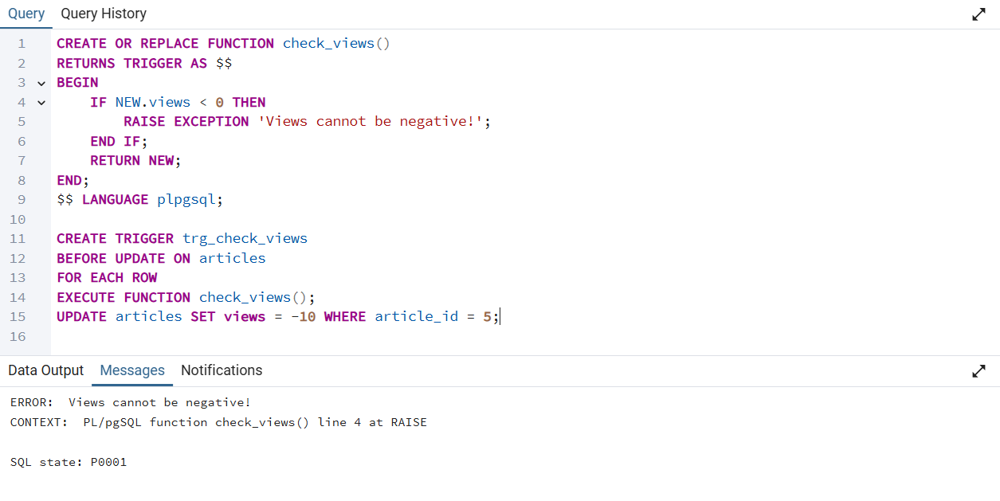 Query Query History
1 CREATE OR REPLACE FUNCTION check_views()
2 RETURNS TRIGGER AS $$
3 BEGIN
4     IF NEW.views < 0 THEN
5         RAISE EXCEPTION 'Views cannot be negative!';
6     END IF;
7     RETURN NEW;
8 END;
9 $$ LANGUAGE plpgsql;
10
11 CREATE TRIGGER trg_check_views
12 BEFORE UPDATE ON articles
13 FOR EACH ROW
14 EXECUTE FUNCTION check_views();
15 UPDATE articles SET views = -10 WHERE article_id = 5;
16
Data Output Messages Notifications
ERROR:  Views cannot be negative!
CONTEXT:  PL/pgSQL function check_views() line 4 at RAISE
SQL state: P0001